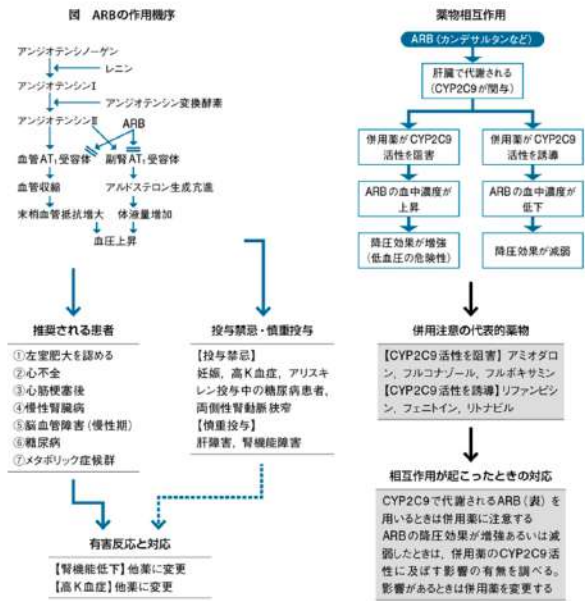 図 ARBの作用機序
アンジオテンシノーゲン
レニン
アンジオテンシンⅠ
アンジオテンシン変換酵素
アンジオテンシンⅡ
ARB
血管AT₁受容体
副腎AT₁受容体
血管収縮
アルドステロン生成亢進
末梢血管抵抗増大
体液量増加
血圧上昇
推奨される患者
①左室肥大を認める
②心不全
③心筋梗塞後
④慢性腎臓病
⑤脳血管障害(慢性期)
⑥糖尿病
⑦メタボリック症候群
投与禁忌・慎重投与
【投与禁忌】
妊娠, 高K血症, アリスキ
レン投与中の糖尿病患者,
両側性腎動脈狭窄
【慎重投与】
肝障害, 腎機能障害
有害反応と対応
【腎機能低下】他薬に変更
【高K血症】他薬に変更
薬物相互作用
ARB(カンデサルタンなど)
肝臓で代謝される
(CYP2C9が関与)
併用薬がCYP2C9
活性を阻害
ARBの血中濃度が
上昇
降圧効果が増強
(低血圧の危険性)
併用薬がCYP2C9
活性を誘導
ARBの血中濃度が
低下
降圧効果が減弱
併用注意の代表的薬物
【CYP2C9活性を阻害】アミオダロ
ン, フルコナゾール, フルボキサミン
【CYP2C9活性を誘導】リファンピシ
ン, フェニトイン, リトナビル
相互作用が起こったときの対応
CYP2C9で代謝されるARB(表)を
用いるときは併用薬に注意する
ARBの降圧効果が増強あるいは減
弱したときは, 併用薬のCYP2C9活
性に及ぼす影響の有無を調べる。
影響があるときは併用薬を変更する